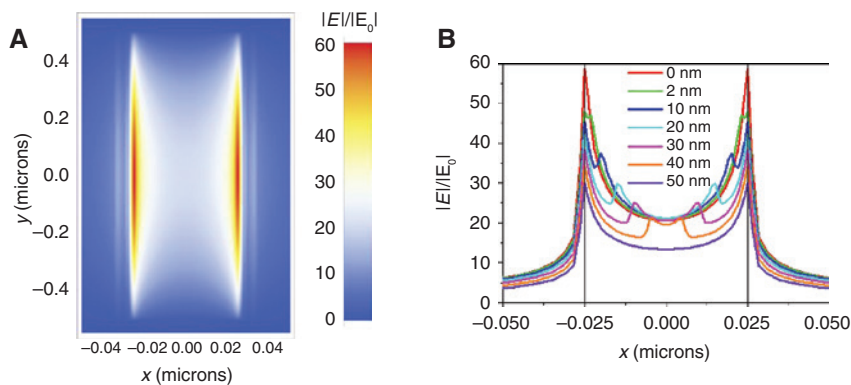 A
|E|/|E₀|
60
50
40
30
20
10
0
0.4
0.2
0.0
−0.2
−0.4
y (microns)
−0.04 −0.02 0.00 0.02 0.04
x (microns)
B
60
50
40
30
20
10
0
|E|/|E₀|
0 nm
2 nm
10 nm
20 nm
30 nm
40 nm
50 nm
−0.050 −0.025 0.000 0.025 0.050
x (microns)